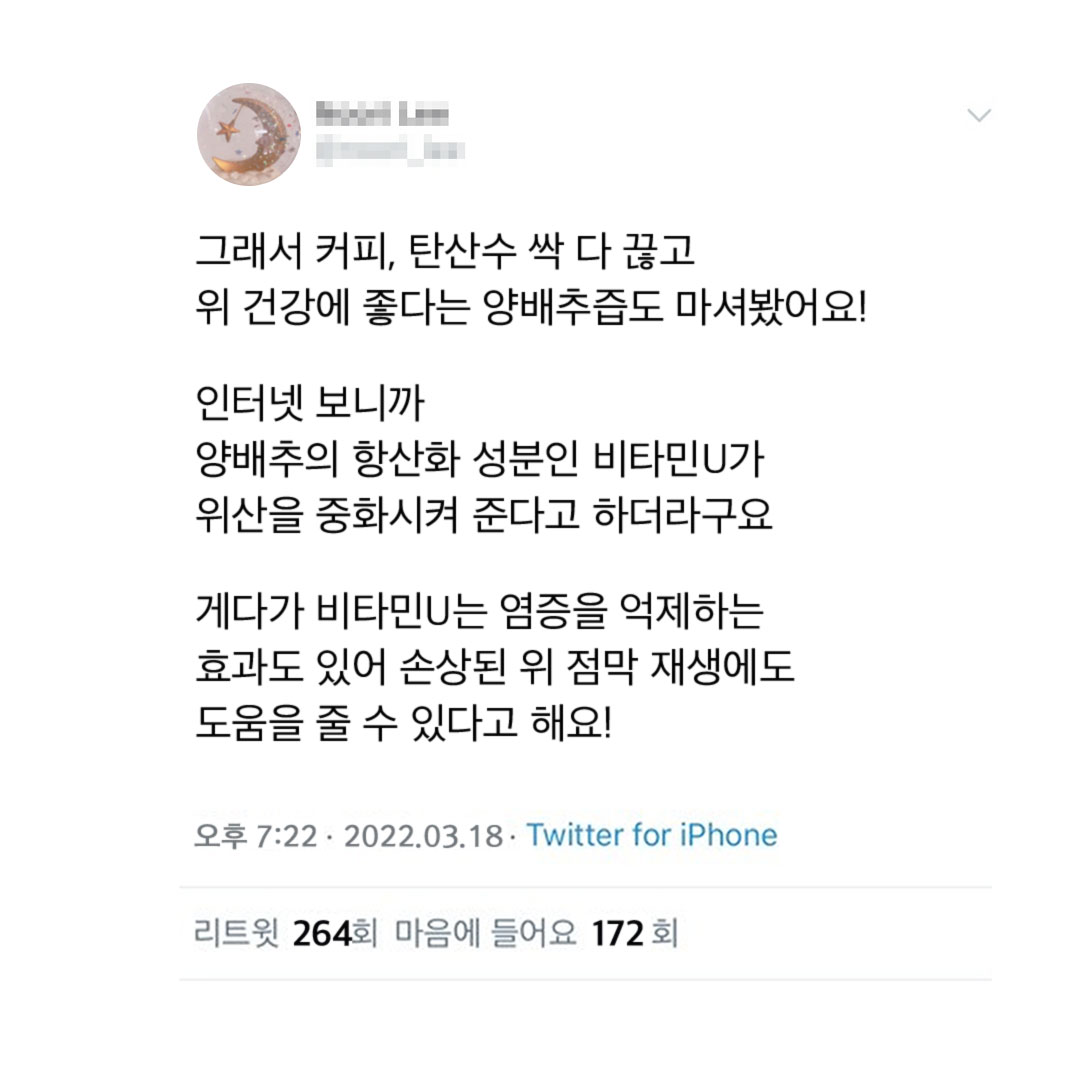 그래서 커피, 탄산수 싹 다 끊고
위 건강에 좋다는 양배추즙도 마셔봤어요!
인터넷 보니까
양배추의 항산화 성분인 비타민U가
위산을 중화시켜 준다고 하더라구요
게다가 비타민U는 염증을 억제하는
효과도 있어 손상된 위 점막 재생에도
도움을 줄 수 있다고 해요!
오후 7:22 · 2022.03.18 · Twitter for iPhone
리트윗 264회 마음에 들어요 172 회